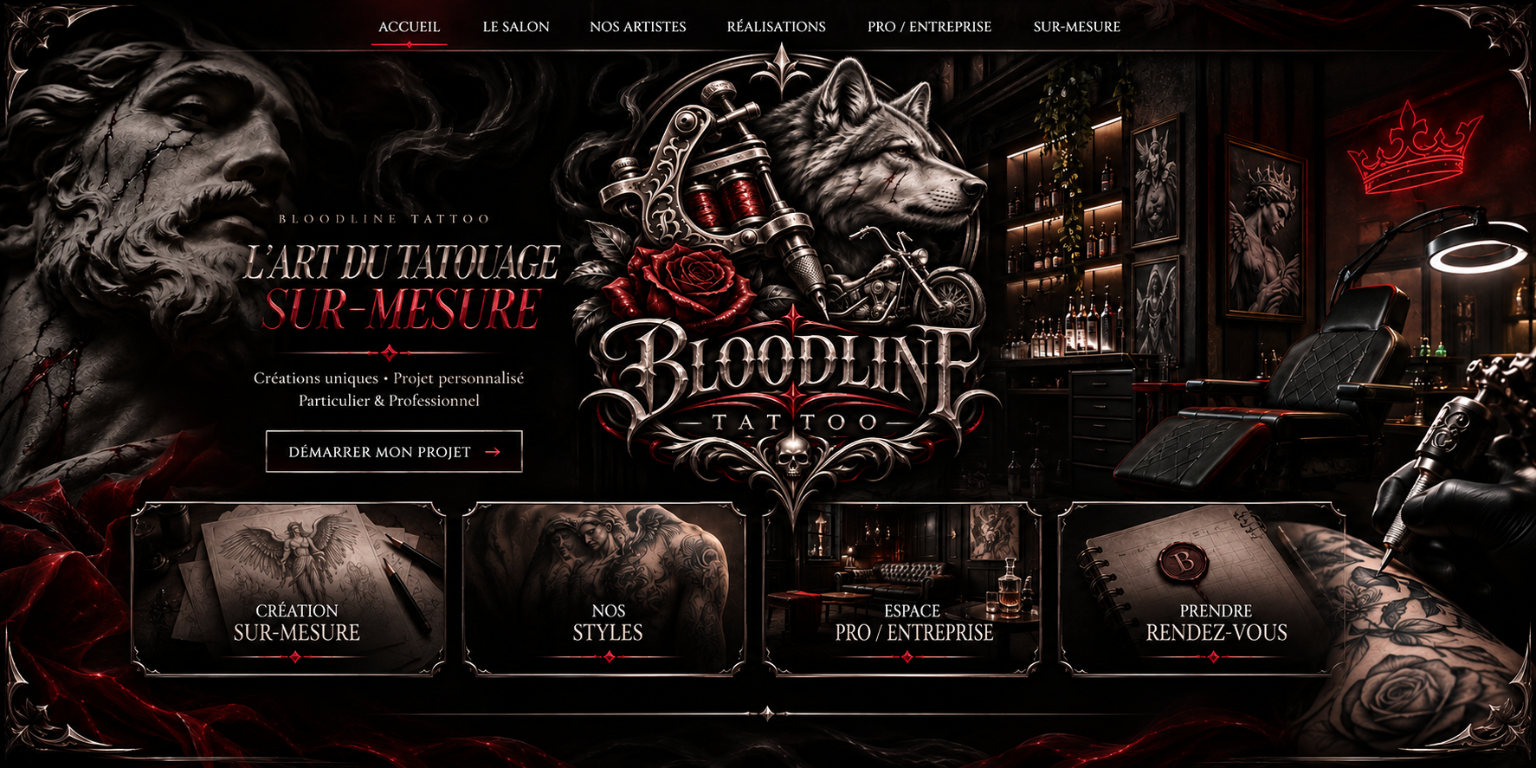 ACCUEIL
LE SALON
NOS ARTISTES
RÉALISATIONS
PRO / ENTREPRISE
SUR-MESURE
BLOODLINE TATTOO
L'ART DU TATOUAGE
SUR-MESURE
Créations uniques • Projet personnalisé
Particulier & Professionnel
DÉMARRER MON PROJET →
B
BLOODLINE
TATTOO
CRÉATION
SUR-MESURE
NOS
STYLES
ESPACE
PRO / ENTREPRISE
B
PRENDRE
RENDEZ-VOUS